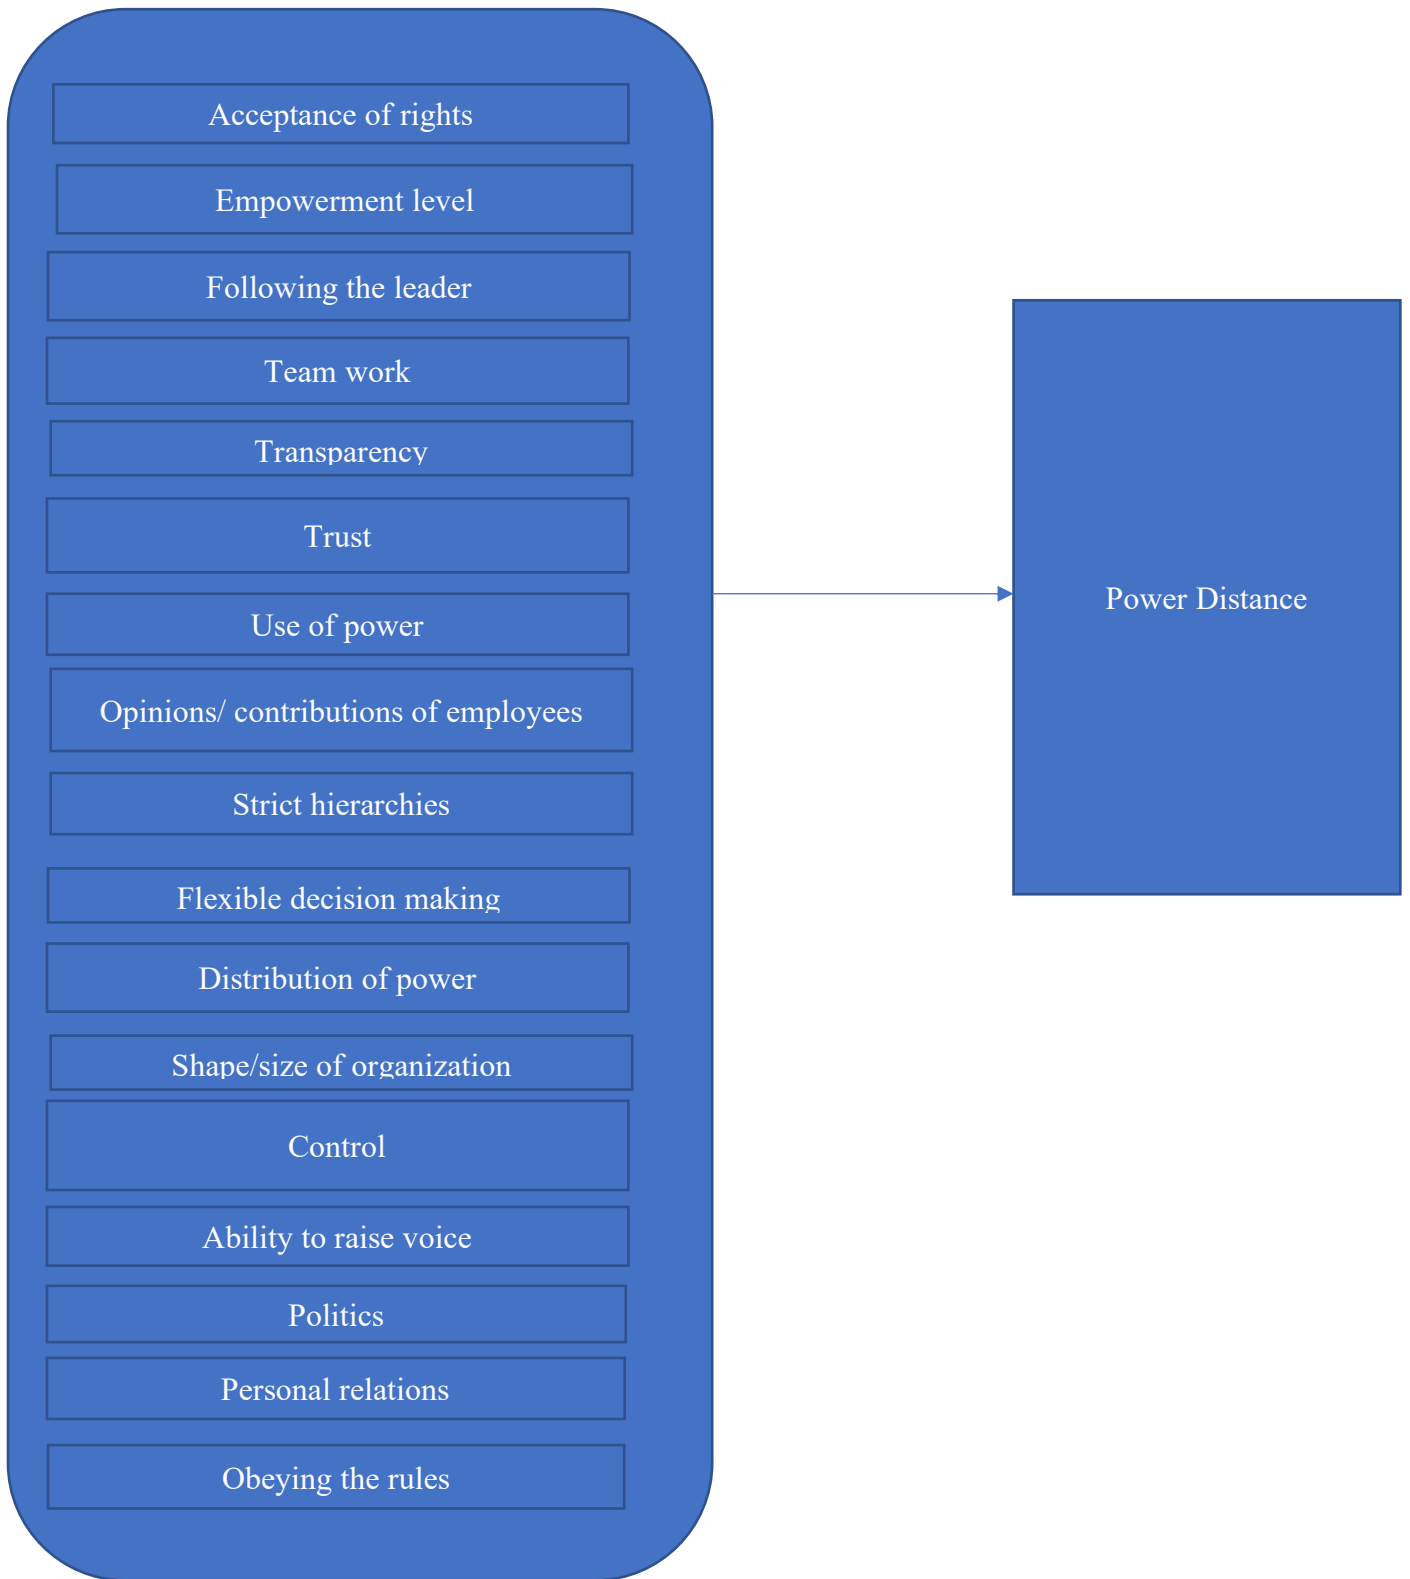 Acceptance of rights
Empowerment level
Following the leader
Team work
Transparency
Trust
Use of power
Opinions/ contributions of employees
Strict hierarchies
Flexible decision making
Distribution of power
Shape/size of organization
Control
Ability to raise voice
Politics
Personal relations
Obeying the rules
Power Distance